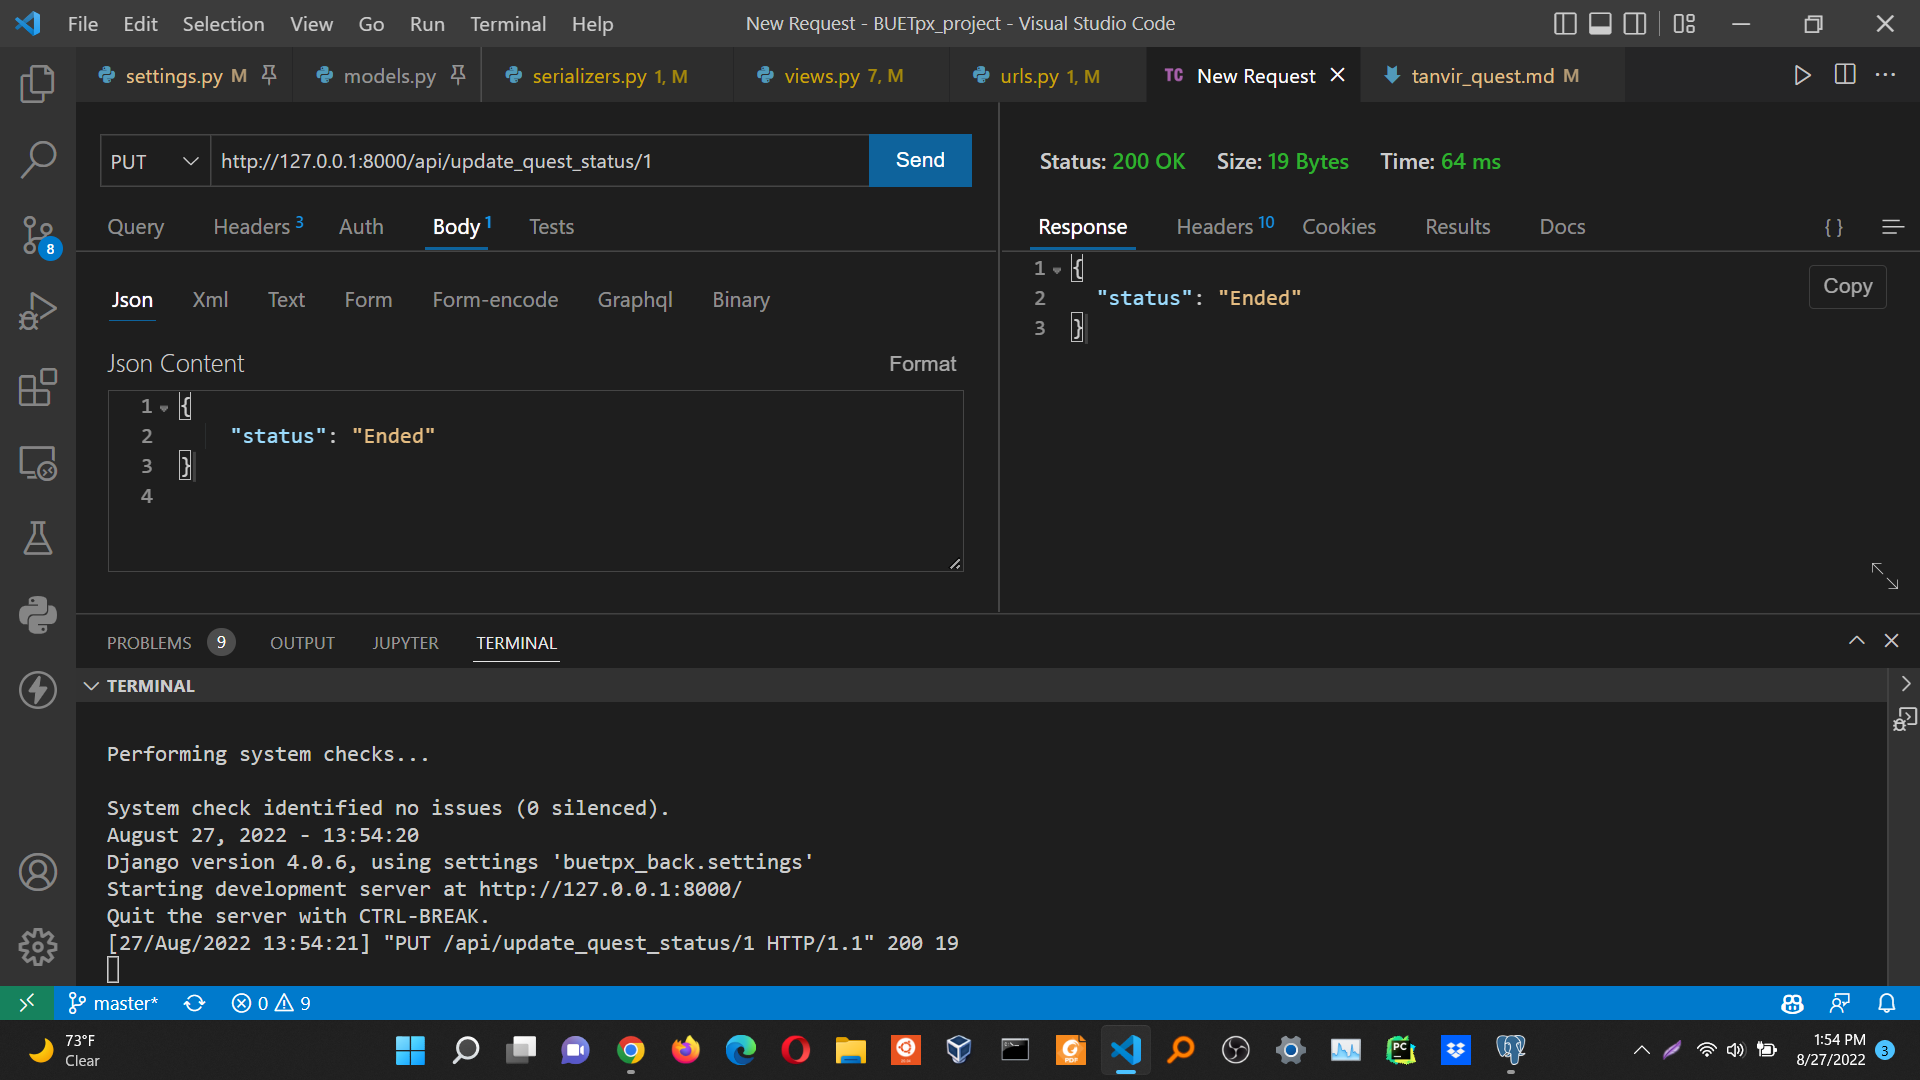 File Edit Selection View Go Run Terminal Help New Request - BUETpx_project - Visual Studio Code
settings.py M models.py serializers.py 1, M views.py 7, M urls.py 1, M TC New Request tanvir_quest.md M
PUT http://127.0.0.1:8000/api/update_quest_status/1 Send
Status: 200 OK Size: 19 Bytes Time: 64 ms
Query Headers 3 Auth Body 1 Tests
Response Headers 10 Cookies Results Docs { }
Json Xml Text Form Form-encode Graphql Binary
Json Content Format
1 {
2 "status": "Ended"
3 }
4
1 {
2 "status": "Ended"
3 }
Copy
8
PROBLEMS 9 OUTPUT JUPYTER TERMINAL
TERMINAL
Performing system checks...
System check identified no issues (0 silenced).
August 27, 2022 - 13:54:20
Django version 4.0.6, using settings 'buetpx_back.settings'
Starting development server at http://127.0.0.1:8000/
Quit the server with CTRL-BREAK.
[27/Aug/2022 13:54:21] "PUT /api/update_quest_status/1 HTTP/1.1" 200 19
master* 0 9
73°F
Clear
PDF
PC
1:54 PM
8/27/2022
3